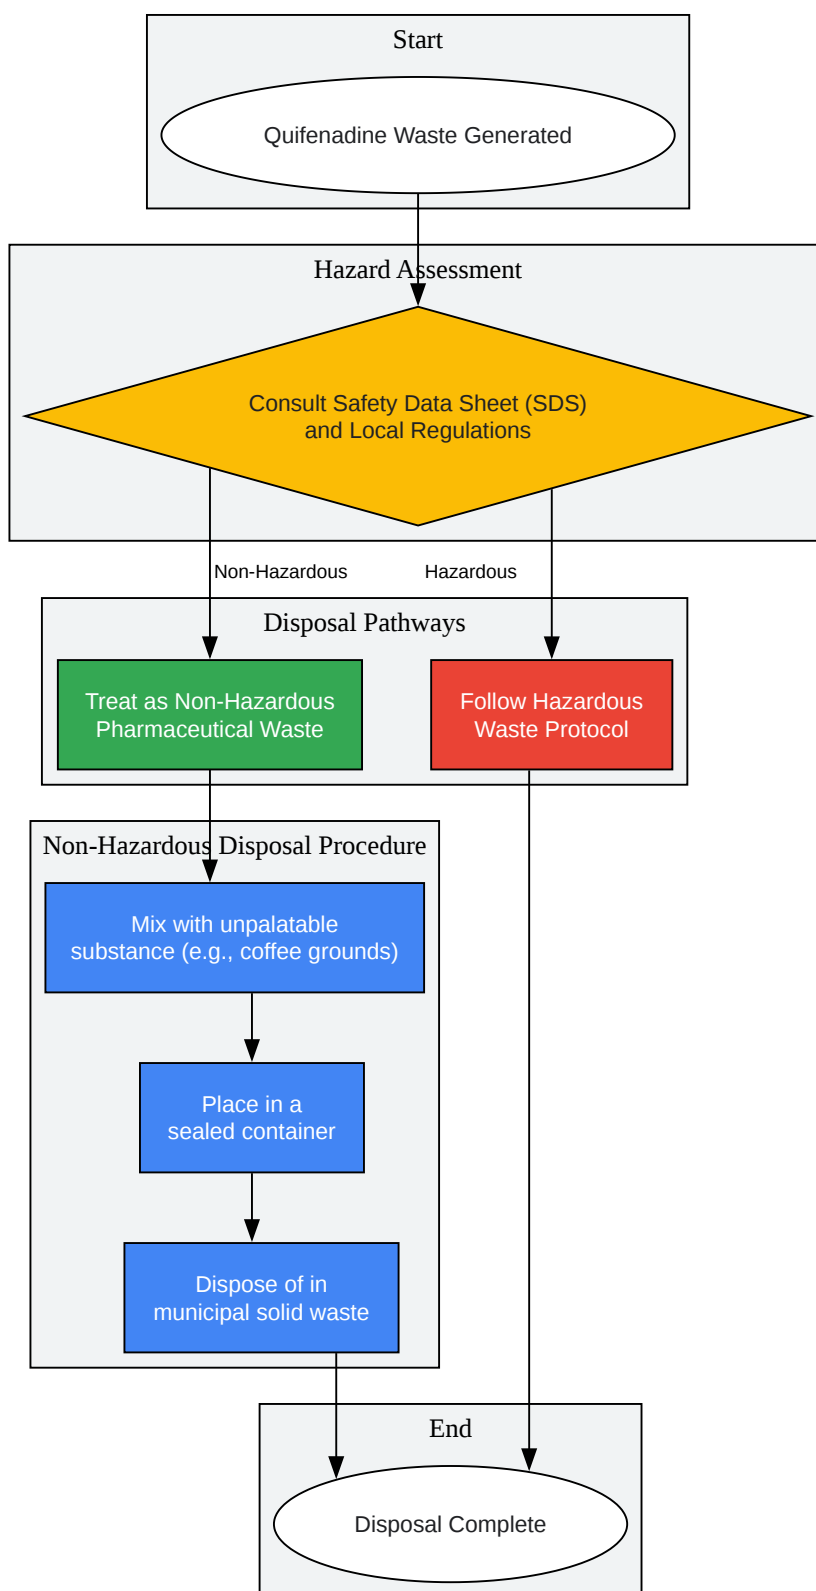 Start
Quifenadine Waste Generated
Hazard Assessment
Consult Safety Data Sheet (SDS)
and Local Regulations
Non-Hazardous
Hazardous
Disposal Pathways
Treat as Non-Hazardous
Pharmaceutical Waste
Follow Hazardous
Waste Protocol
Non-Hazardous Disposal Procedure
Mix with unpalatable
substance (e.g., coffee grounds)
Place in a
sealed container
Dispose of in
municipal solid waste
End
Disposal Complete